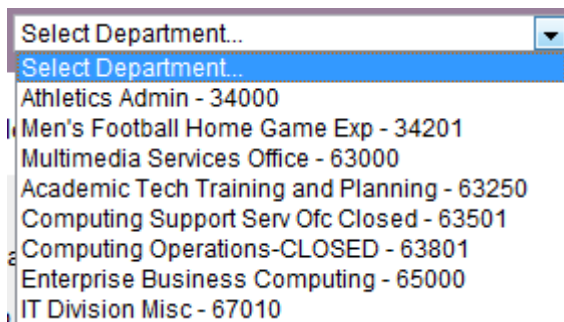 Select Department...
Select Department...
Athletics Admin - 34000
Men's Football Home Game Exp - 34201
Multimedia Services Office - 63000
Academic Tech Training and Planning - 63250
Computing Support Serv Ofc Closed - 63501
Computing Operations-CLOSED - 63801
Enterprise Business Computing - 65000
IT Division Misc - 67010